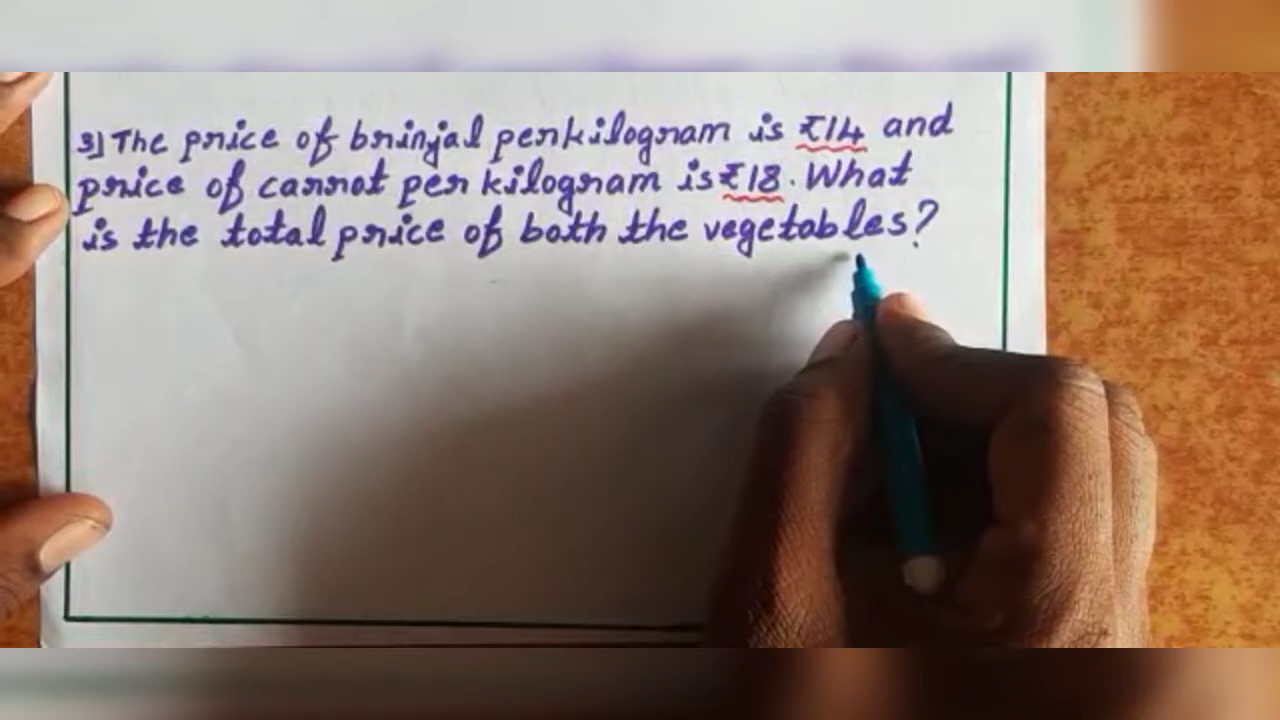 3) The price of brinjal perkilogram is ₹14 and
price of carrot per kilogram is ₹18. What
is the total price of both the vegetables?